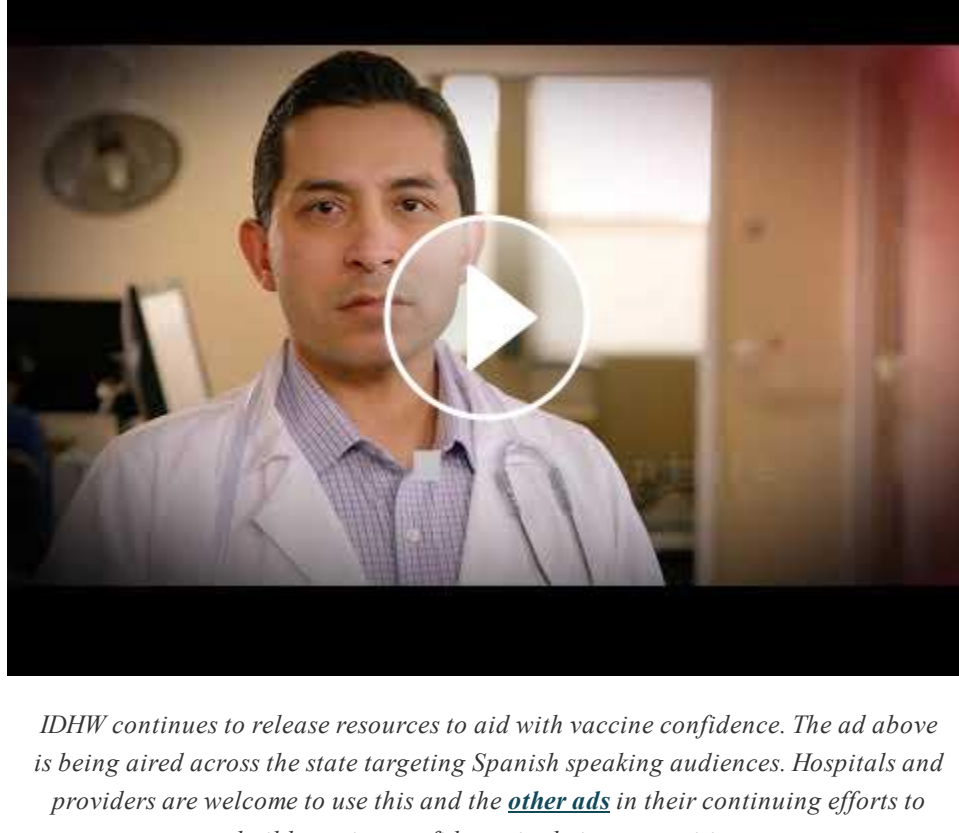 IDHW continues to release resources to aid with vaccine confidence. The ad above
is being aired across the state targeting Spanish speaking audiences. Hospitals and
providers are welcome to use this and the other ads in their continuing efforts to